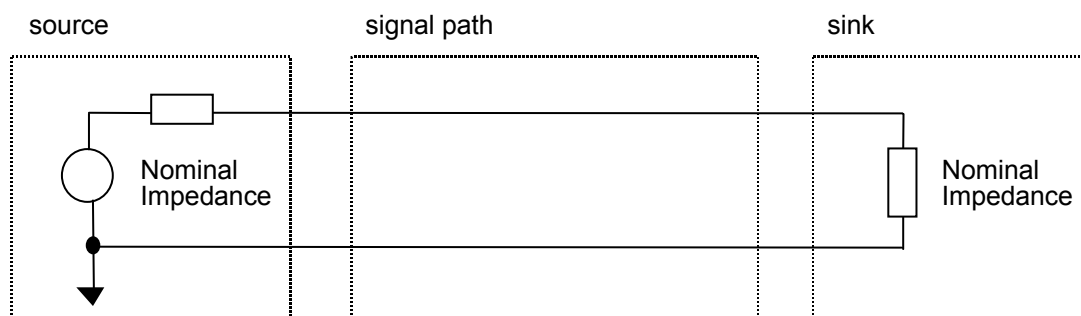 source
signal path
sink
Nominal
Impedance
Nominal
Impedance